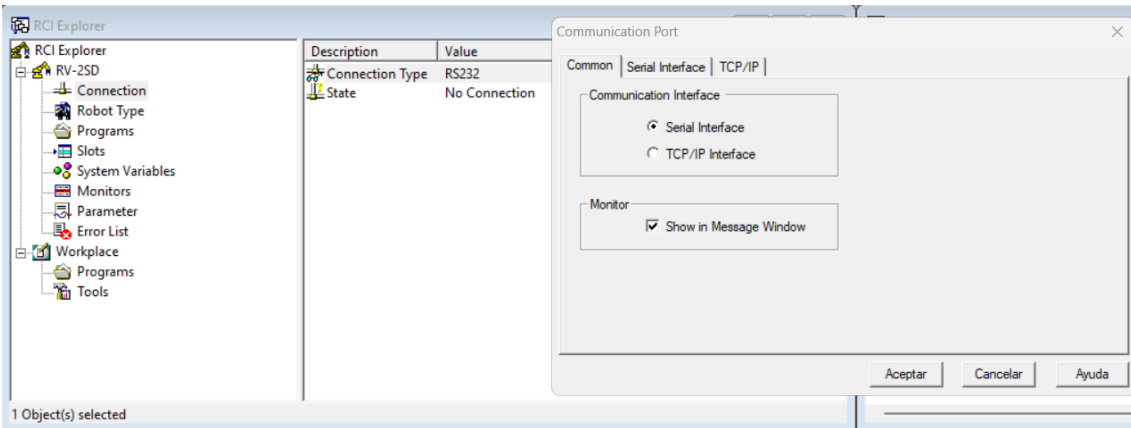 RCI Explorer
RCI Explorer
RV-2SD
Connection
Robot Type
Programs
Slots
System Variables
Monitors
Parameter
Error List
Workplace
Programs
Tools
Description Value
Connection Type RS232
State No Connection
1 Object(s) selected
Communication Port
Common Serial Interface TCP/IP
Communication Interface
Serial Interface
TCP/IP Interface
Monitor
Show in Message Window
Aceptar Cancelar Ayuda